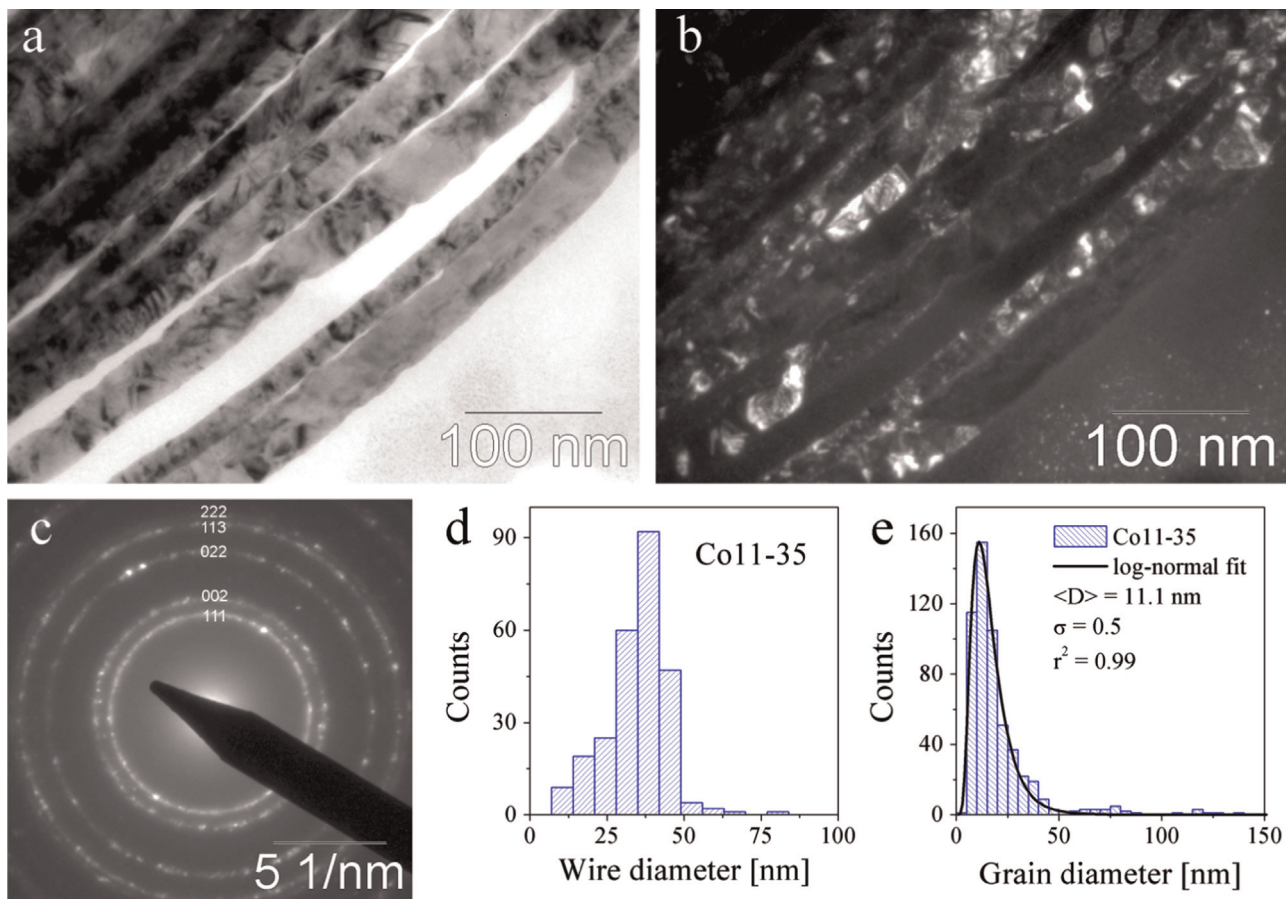 a
b
100 nm
100 nm
c
222
113
022
002
111
5 1/nm
d
Co11-35
90
60
30
0
Counts
0
25
50
75
100
Wire diameter [nm]
e
Co11-35
log-normal fit
<D> = 11.1 nm
σ = 0.5
r² = 0.99
160
120
80
40
0
Counts
0
50
100
150
Grain diameter [nm]